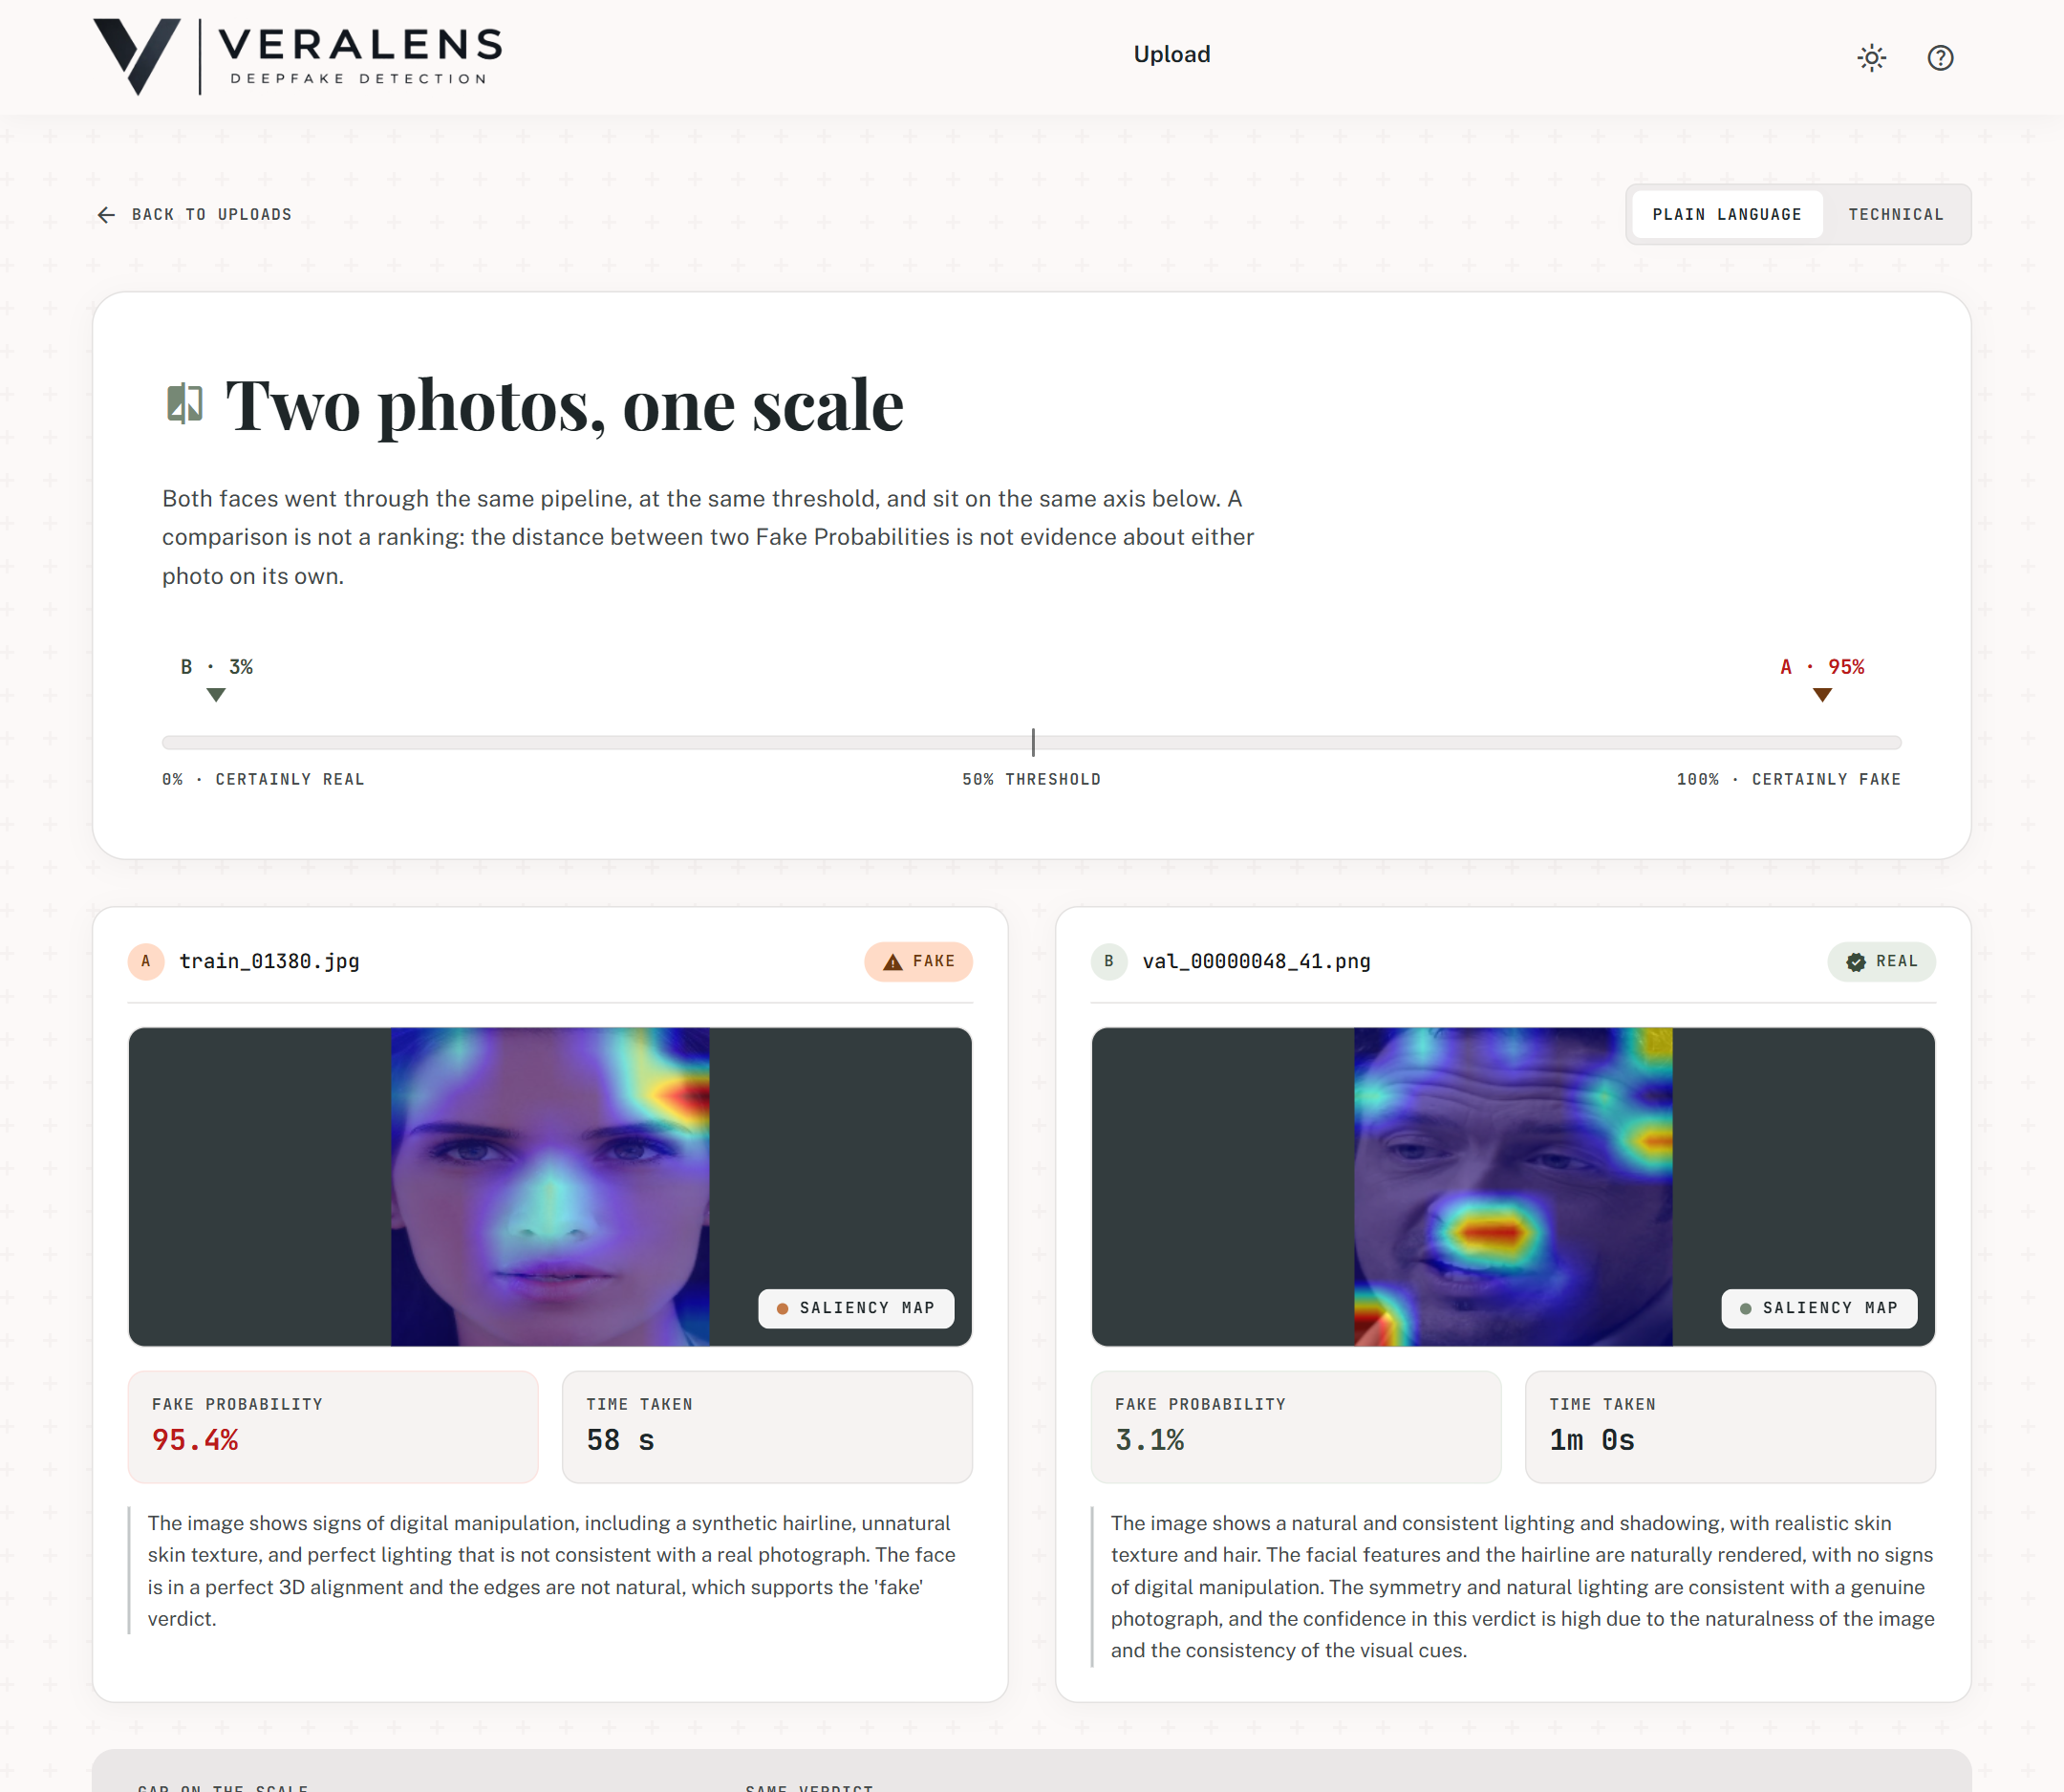 VERALENS
DEEPFAKE DETECTION
Upload
BACK TO UPLOADS
PLAIN LANGUAGE
TECHNICAL
Two photos, one scale
Both faces went through the same pipeline, at the same threshold, and sit on the same axis below. A
comparison is not a ranking: the distance between two Fake Probabilities is not evidence about either
photo on its own.
B · 3%
A · 95%
0% · CERTAINLY REAL
50% THRESHOLD
100% · CERTAINLY FAKE
A
train_01380.jpg
FAKE
SALIENCY MAP
FAKE PROBABILITY
95.4%
TIME TAKEN
58 s
The image shows signs of digital manipulation, including a synthetic hairline, unnatural
skin texture, and perfect lighting that is not consistent with a real photograph. The face
is in a perfect 3D alignment and the edges are not natural, which supports the 'fake'
verdict.
B
val_00000048_41.png
REAL
SALIENCY MAP
FAKE PROBABILITY
3.1%
TIME TAKEN
1m 0s
The image shows a natural and consistent lighting and shadowing, with realistic skin
texture and hair. The facial features and the hairline are naturally rendered, with no signs
of digital manipulation. The symmetry and natural lighting are consistent with a genuine
photograph, and the confidence in this verdict is high due to the naturalness of the image
and the consistency of the visual cues.
GAP ON THE SCALE
SAME VERDICT